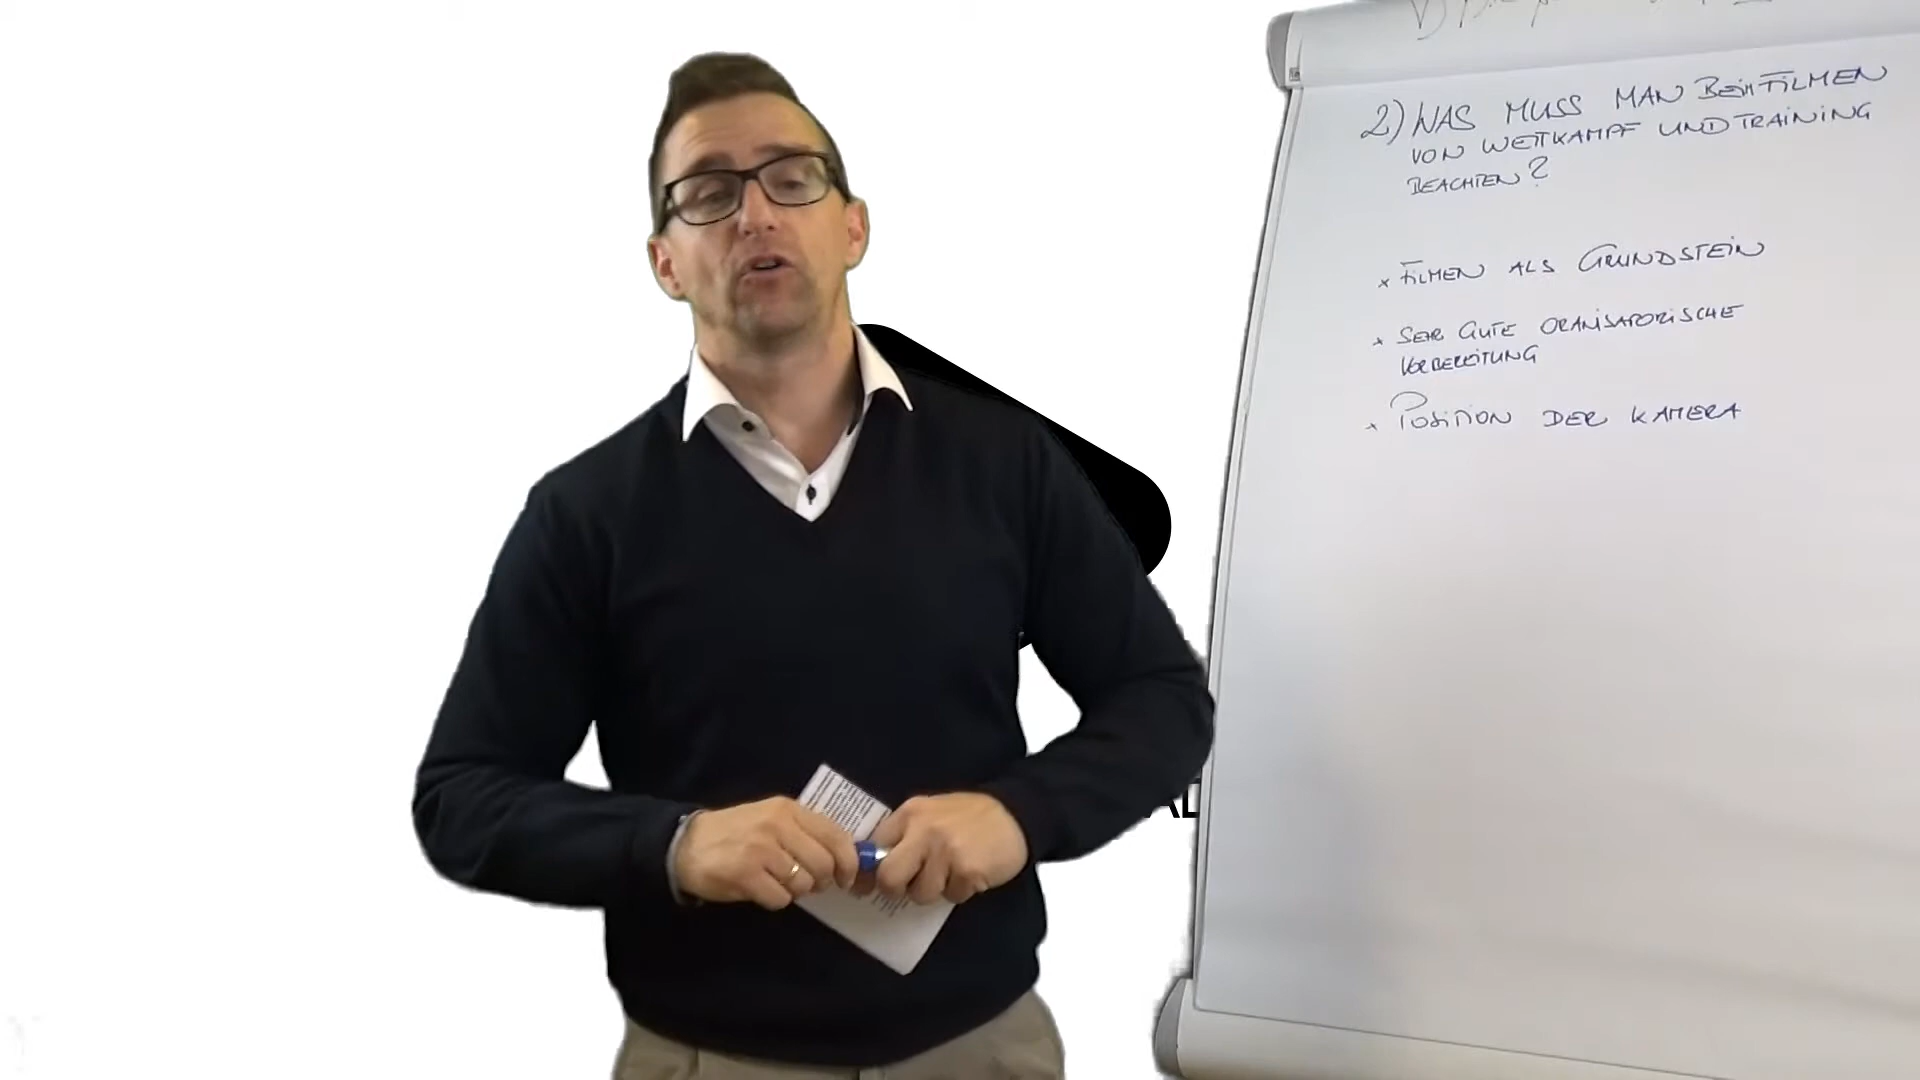 2) WAS MUSS MAN BEIM FILMEN
VON WETTKAMPF UND TRAINING
BEACHTEN?
x FILMEN ALS GRUNDSTEIN
x SEHR GUTE ORANISATORISCHE
VORBEREITUNG
x POSITION DER KAMERA
AL